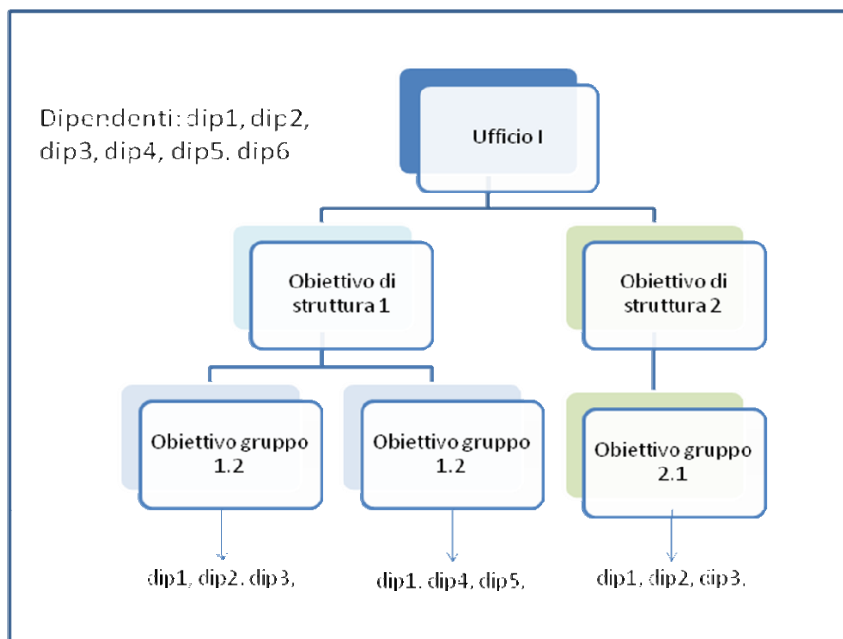 Dipendenti: dip1, dip2,
dip3, dip4, dip5. dip6
Ufficio I
Obiettivo di
struttura 1
Obiettivo di
struttura 2
Obiettivo gruppo
1.2
Obiettivo gruppo
1.2
Obiettivo gruppo
2.1
dip1, dip2. dip3,
dip1. dip4, dip5,
dip1, dip2, dip3.